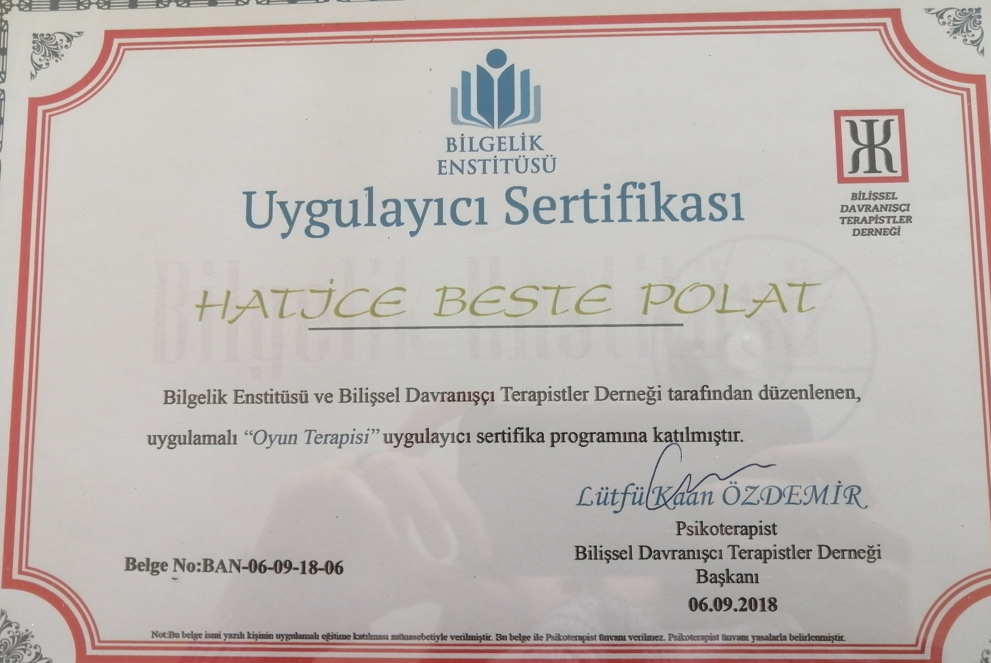 BİLGELİK
ENSTİTÜSÜ
Uygulayıcı Sertifikası
BİLİŞSEL
DAVRANIŞÇI
TERAPİSTLER
DERNEĞİ
HATİCE BESTE POLAT
Bilgelik Enstitüsü ve Bilişsel Davranışçı Terapistler Derneği tarafından düzenlenen,
uygulamalı “Oyun Terapisi” uygulayıcı sertifika programına katılmıştır.
Lütfü Kaan ÖZDEMİR
Psikoterapist
Bilişsel Davranışçı Terapistler Derneği
Başkanı
06.09.2018
Belge No:BAN-06-09-18-06
Not:Bu belge ismi yazılı kişinin uygulamalı eğitime katılması münasebetiyle verilmiştir. Bu belge ile Psikoterapist ünvanı verilmez. Psikoterapist ünvanı yasalarla belirlenmiştir.